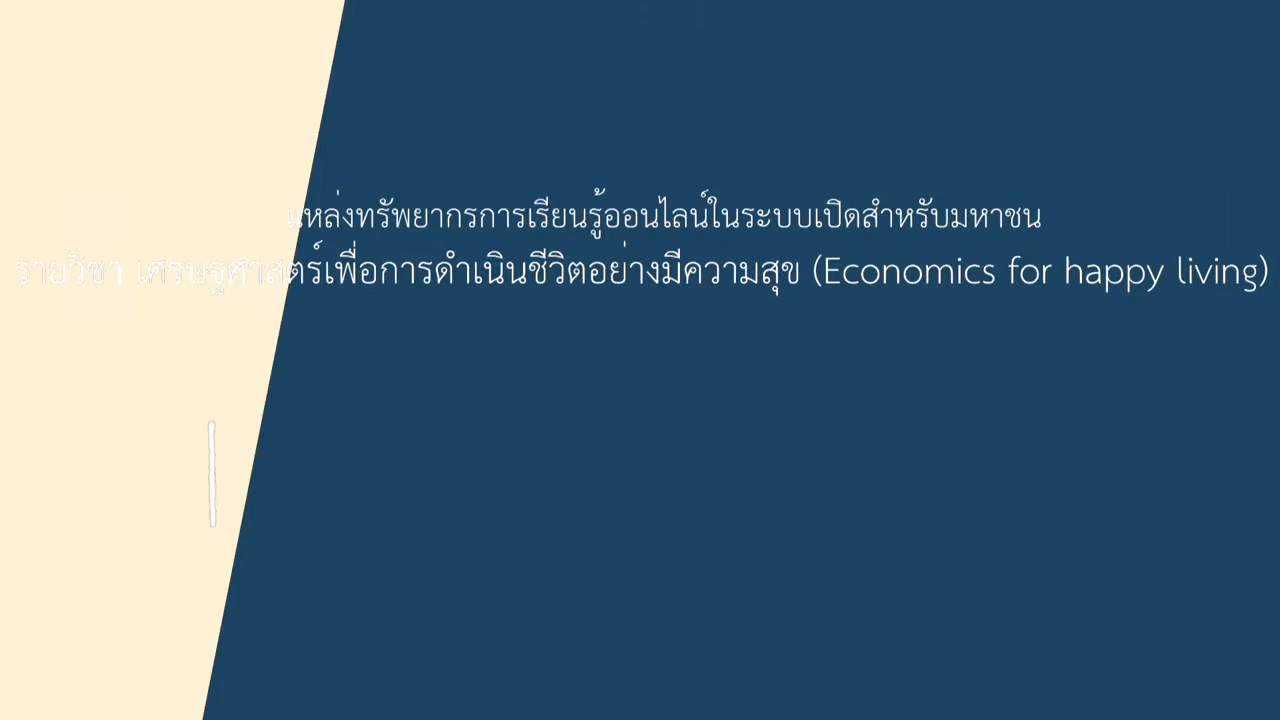 แหล่งทรัพยากรการเรียนรู้ออนไลน์ในระบบเปิดสำหรับมหาชน
รายวิชา เศรษฐศาสตร์เพื่อการดำเนินชีวิตอย่างมีความสุข (Economics for happy living)